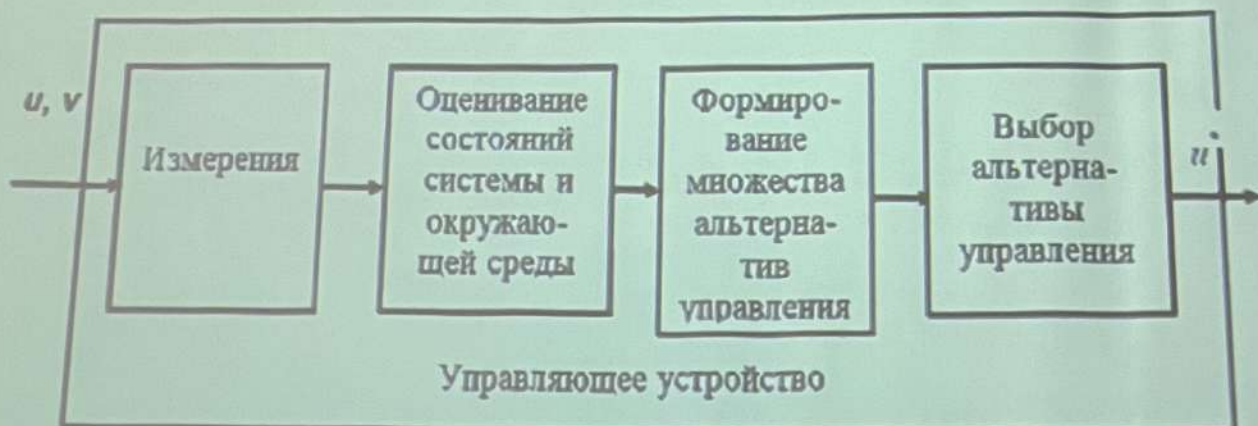 u, v
Измерения
Оценивание
состояний
системы и
окружаю-
щей среды
Формиро-
вание
множества
альтерна-
тив
управления
Выбор
альтерна-
тивы
управления
u
Управляющее устройство